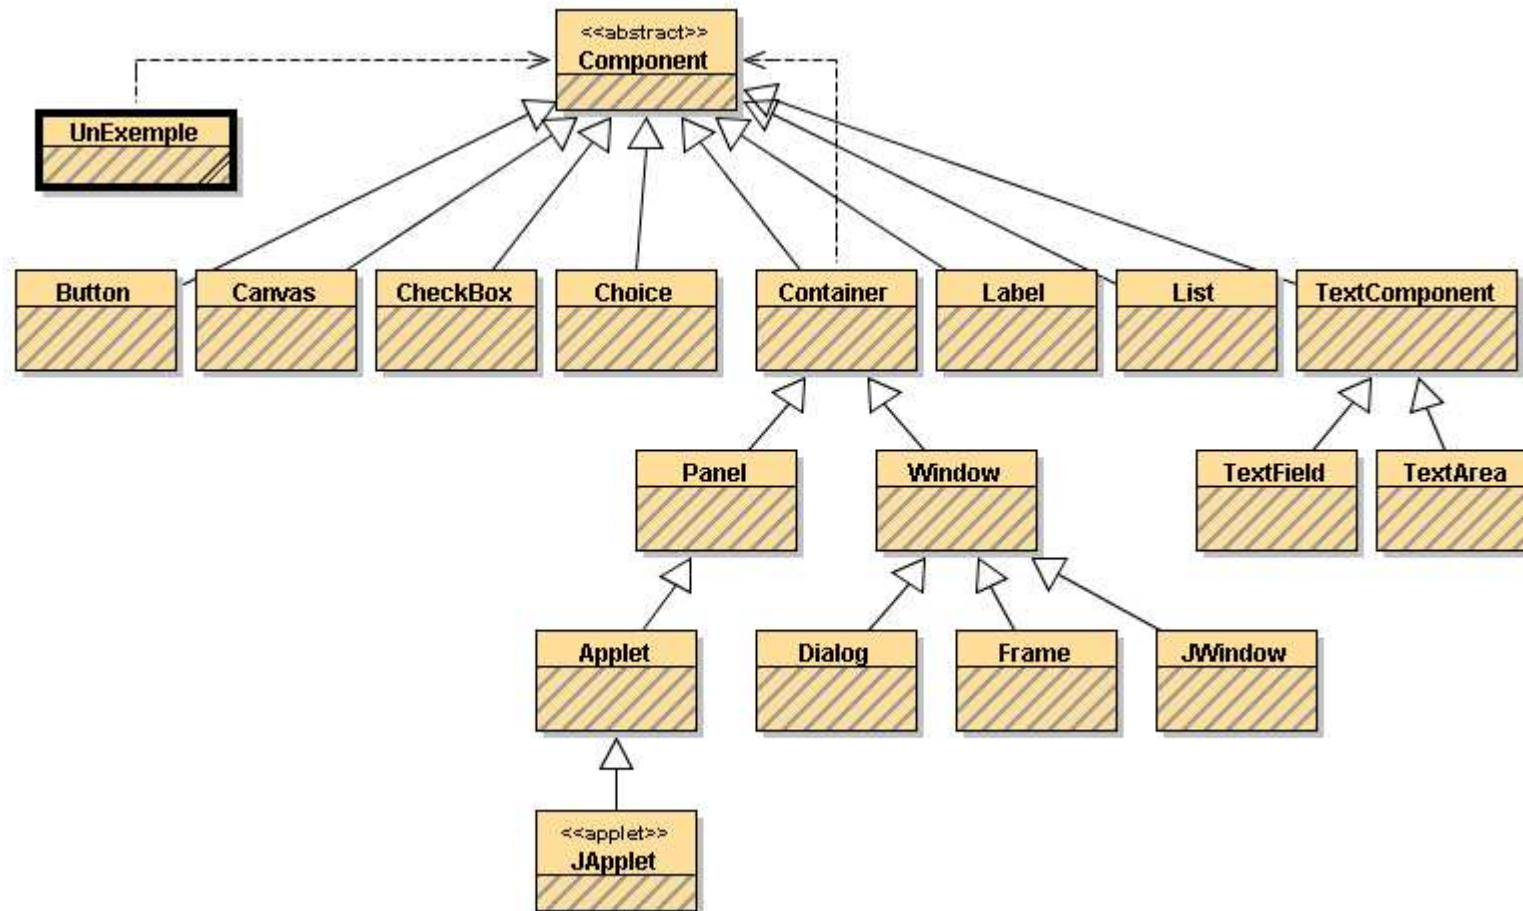 <<abstract>>
Component
UnExemple
Button
Canvas
CheckBox
Choice
Container
Label
List
TextComponent
Panel
Window
TextField
TextArea
Applet
Dialog
Frame
JWindow
<<applet>>
JApplet